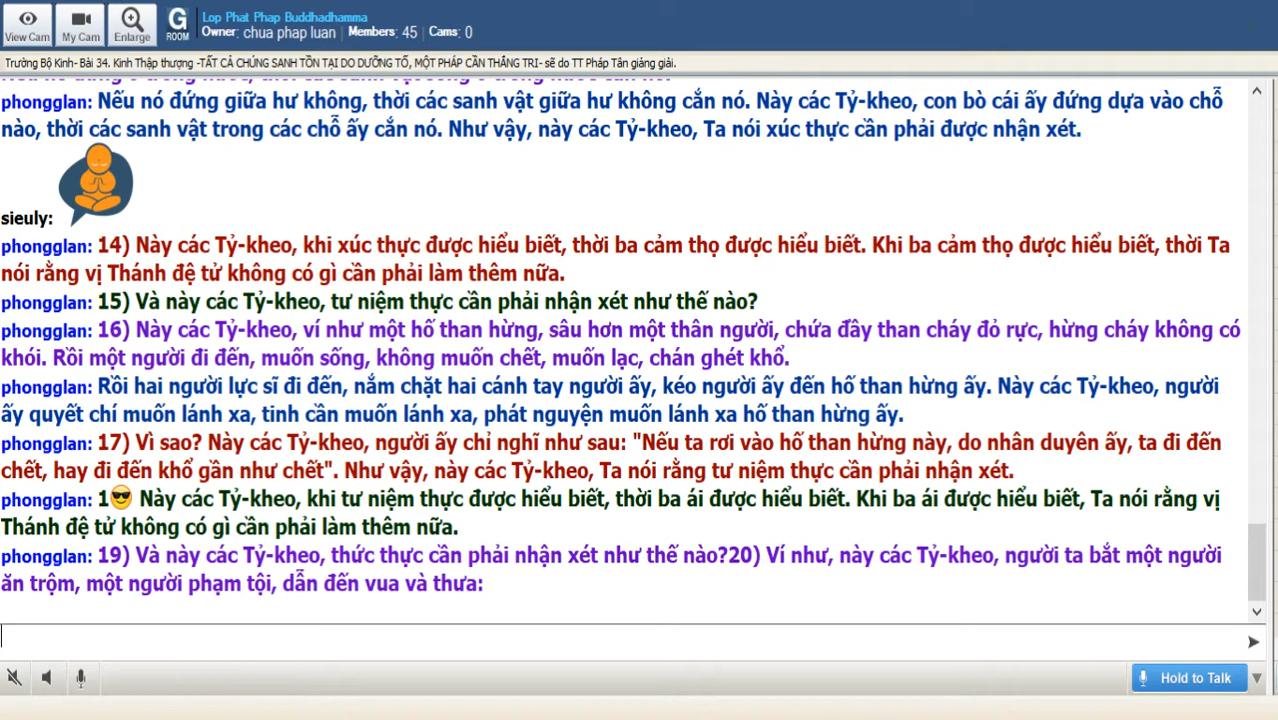 View Cam
My Cam
Enlarge
G
ROOM
Lop Phat Phap Buddhadhamma
Owner: chua phap luan | Members: 45 | Cams: 0
Trường Bộ Kinh- Bài 34. Kinh Thập thượng -TẤT CẢ CHÚNG SANH TỒN TẠI DO DƯỠNG TỐ, MỘT PHÁP CẦN THẮNG TRI- sẽ do TT Pháp Tân giảng giải.
phongglan: Nếu nó đứng giữa hư không, thời các sanh vật giữa hư không cắn nó. Này các Tỷ-kheo, con bò cái ấy đứng dựa vào chỗ
nào, thời các sanh vật trong các chỗ ấy cắn nó. Như vậy, này các Tỷ-kheo, Ta nói xúc thực cần phải được nhận xét.
sieuly:
phongglan: 14) Này các Tỷ-kheo, khi xúc thực được hiểu biết, thời ba cảm thọ được hiểu biết. Khi ba cảm thọ được hiểu biết, thời Ta
nói rằng vị Thánh đệ tử không có gì cần phải làm thêm nữa.
phongglan: 15) Và này các Tỷ-kheo, tư niệm thực cần phải nhận xét như thế nào?
phongglan: 16) Này các Tỷ-kheo, ví như một hố than hừng, sâu hơn một thân người, chứa đầy than cháy đỏ rực, hừng cháy không có
khói. Rồi một người đi đến, muốn sống, không muốn chết, muốn lạc, chán ghét khổ.
phongglan: Rồi hai người lực sĩ đi đến, nắm chặt hai cánh tay người ấy, kéo người ấy đến hố than hừng ấy. Này các Tỷ-kheo, người
ấy quyết chí muốn lánh xa, tinh cần muốn lánh xa, phát nguyện muốn lánh xa hố than hừng ấy.
phongglan: 17) Vì sao? Này các Tỷ-kheo, người ấy chỉ nghĩ như sau: "Nếu ta rơi vào hố than hừng này, do nhân duyên ấy, ta đi đến
chết, hay đi đến khổ gần như chết". Như vậy, này các Tỷ-kheo, Ta nói rằng tư niệm thực cần phải nhận xét.
phongglan: 1😎 Này các Tỷ-kheo, khi tư niệm thực được hiểu biết, thời ba ái được hiểu biết. Khi ba ái được hiểu biết, Ta nói rằng vị
Thánh đệ tử không có gì cần phải làm thêm nữa.
phongglan: 19) Và này các Tỷ-kheo, thức thực cần phải nhận xét như thế nào?20) Ví như, này các Tỷ-kheo, người ta bắt một người
ăn trộm, một người phạm tội, dẫn đến vua và thưa:
Hold to Talk